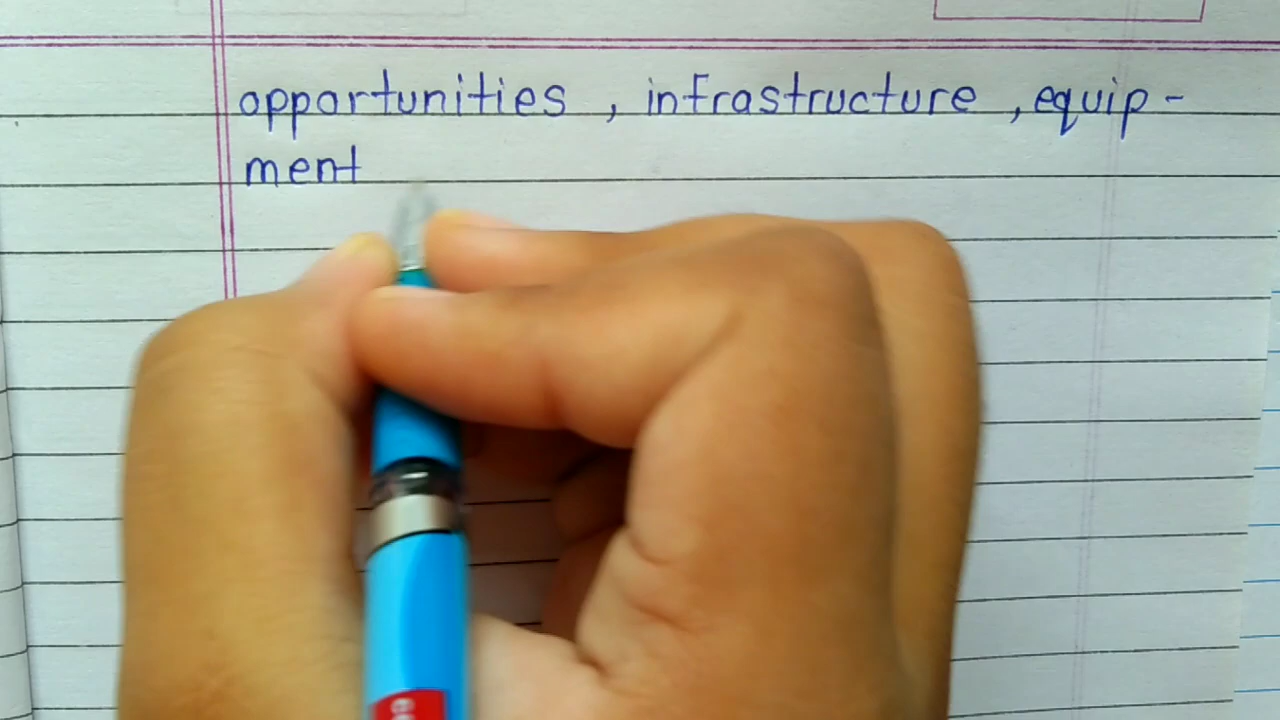 opportunities , infrastructure , equip -
ment